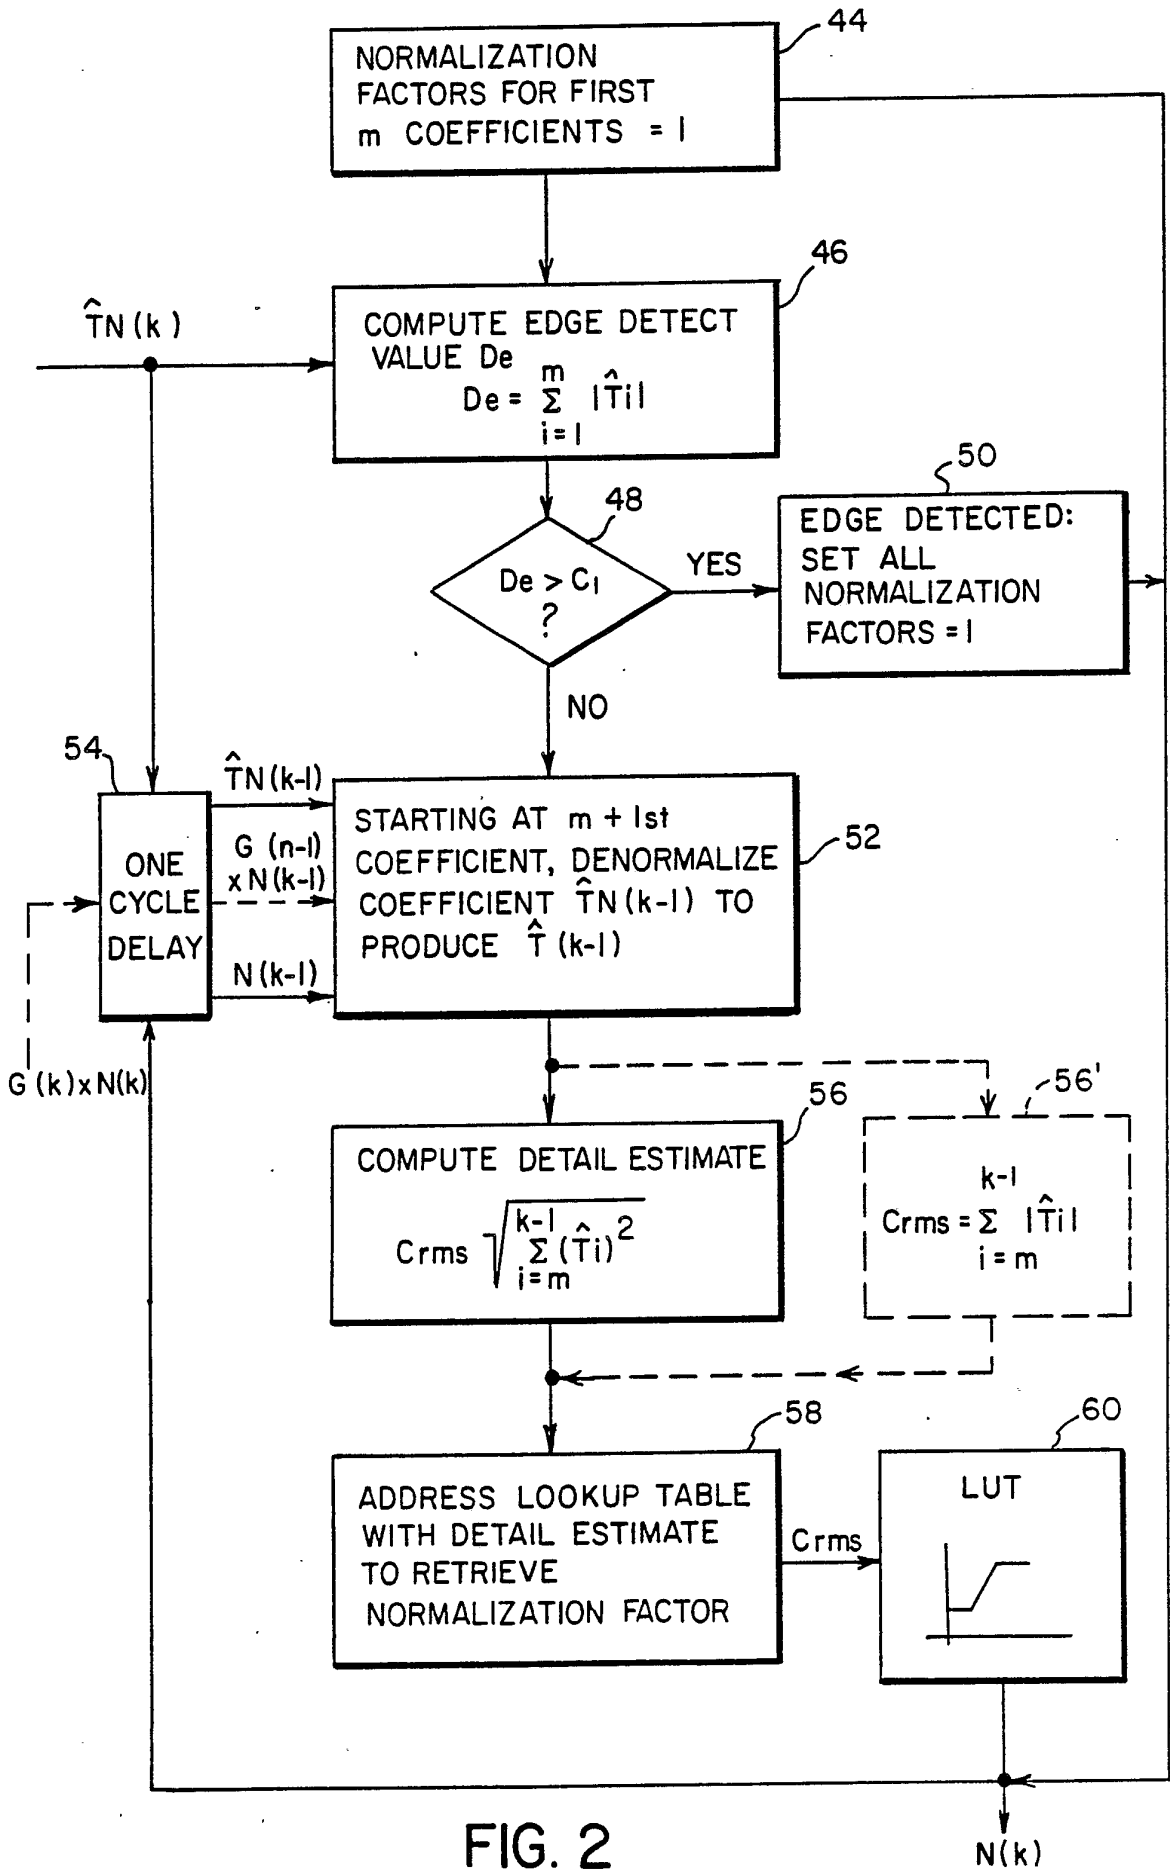 44
NORMALIZATION
FACTORS FOR FIRST
m COEFFICIENTS = 1
46
T̂N(k)
COMPUTE EDGE DETECT
VALUE De
m
De = Σ |T̂i|
i=1
50
48
EDGE DETECTED:
SET ALL
NORMALIZATION
FACTORS = 1
De > C1
?
YES
NO
54
T̂N(k-1)
G (n-1)
xN(k-1)
N(k-1)
ONE
CYCLE
DELAY
52
STARTING AT m + 1st
COEFFICIENT, DENORMALIZE
COEFFICIENT T̂N(k-1) TO
PRODUCE T̂(k-1)
G(k)xN(k)
56
56'
COMPUTE DETAIL ESTIMATE
k-1
Crms √Σ(T̂i)²
i=m
k-1
Crms = Σ |T̂i|
i=m
58
60
ADDRESS LOOKUP TABLE
WITH DETAIL ESTIMATE
TO RETRIEVE
NORMALIZATION FACTOR
Crms
LUT
N(k)
FIG. 2